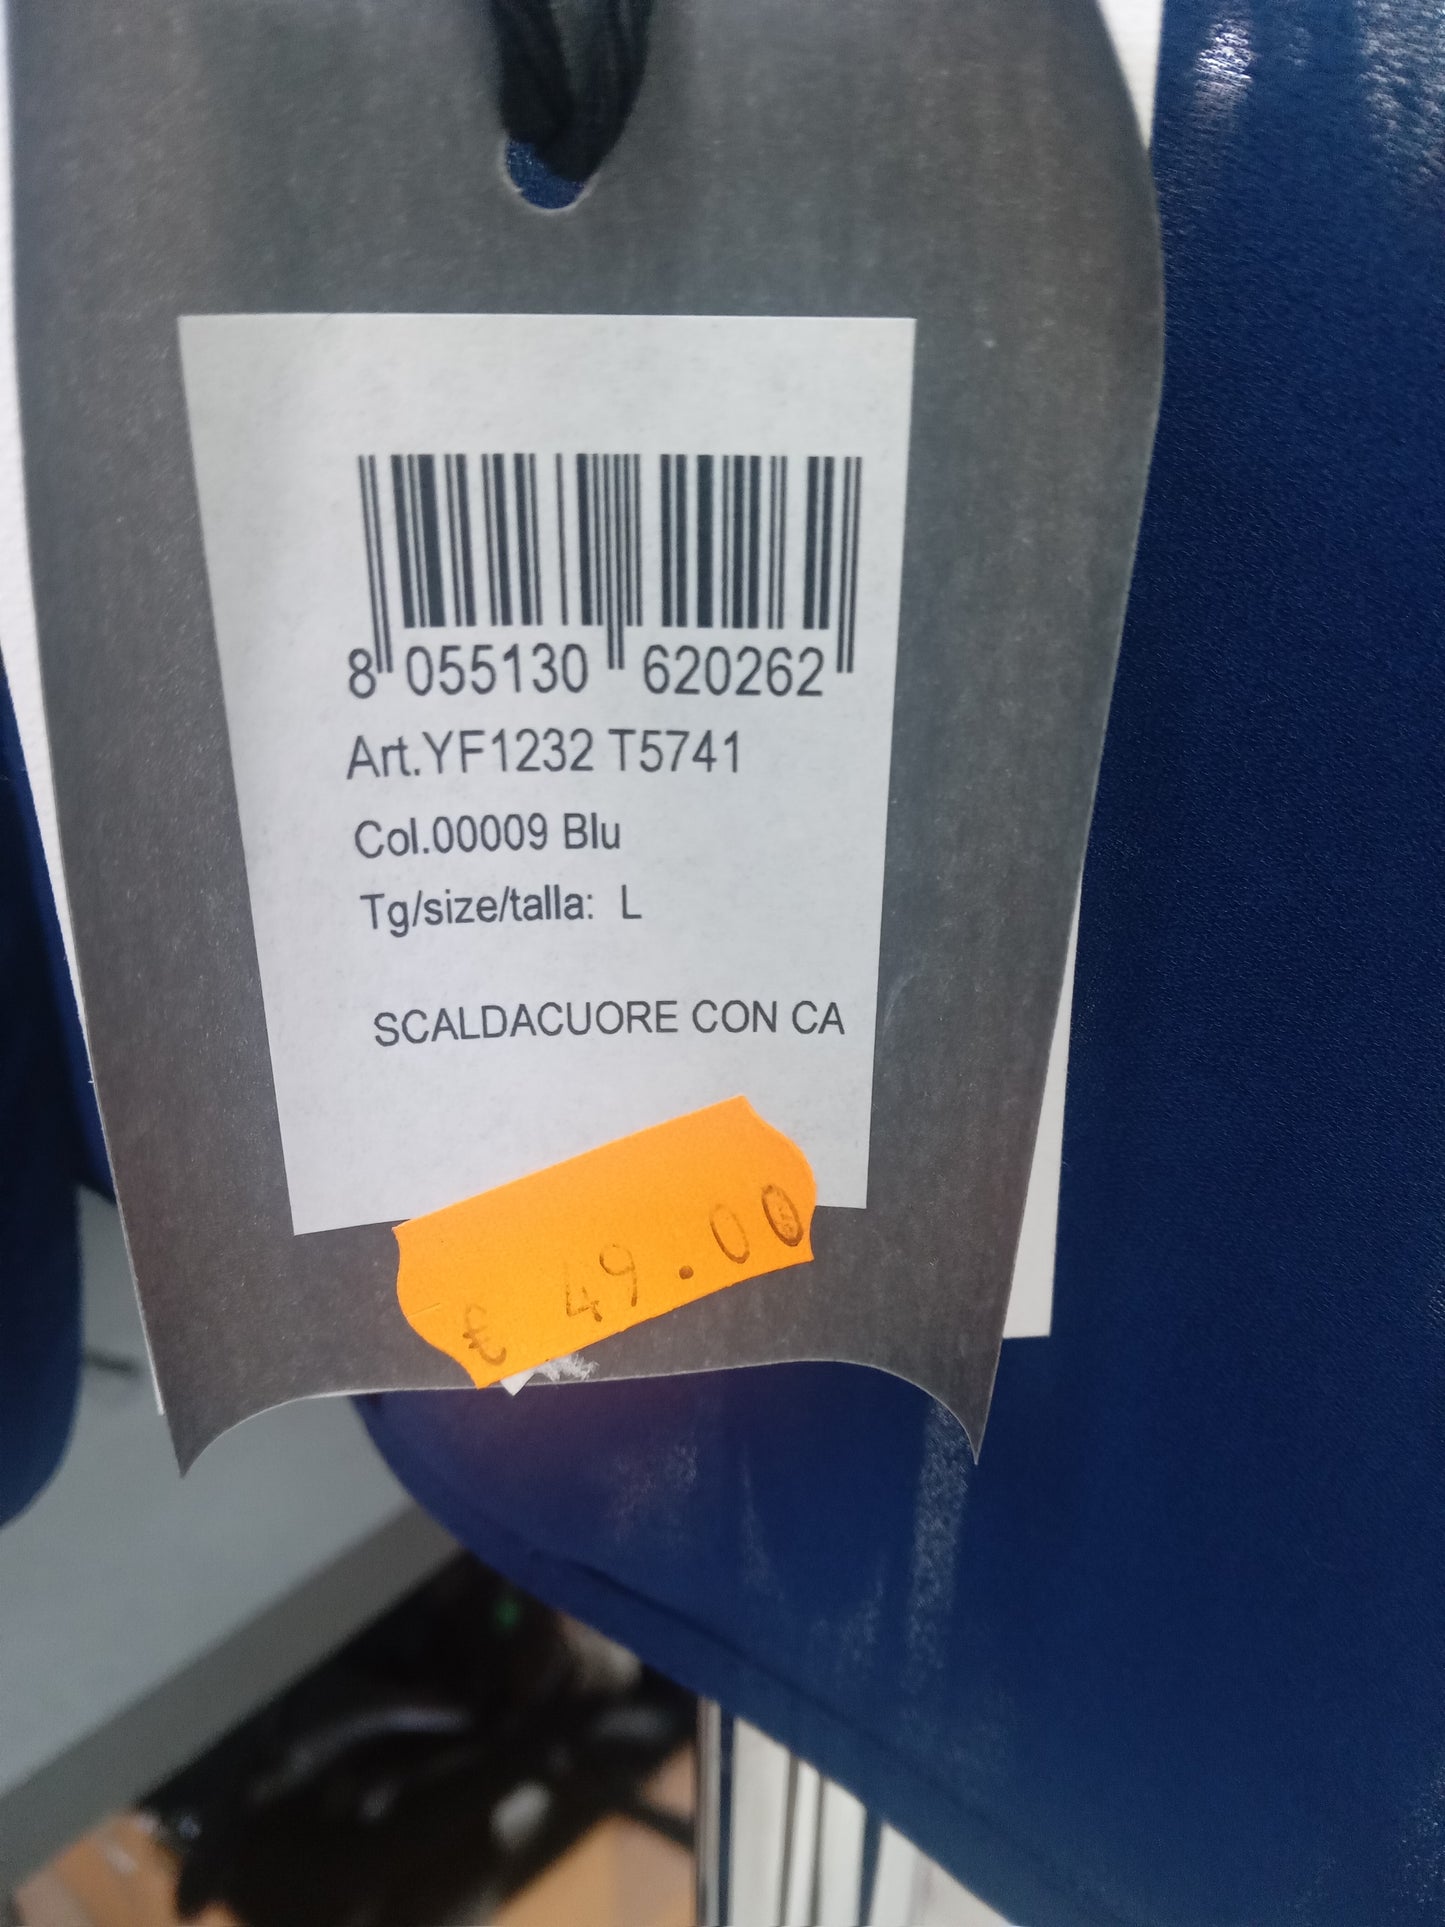 8 055130 620262
Art.YF1232 T5741
Col.00009 Blu
Tg/size/talla: L
SCALDACUORE CON CA
€ 49.00